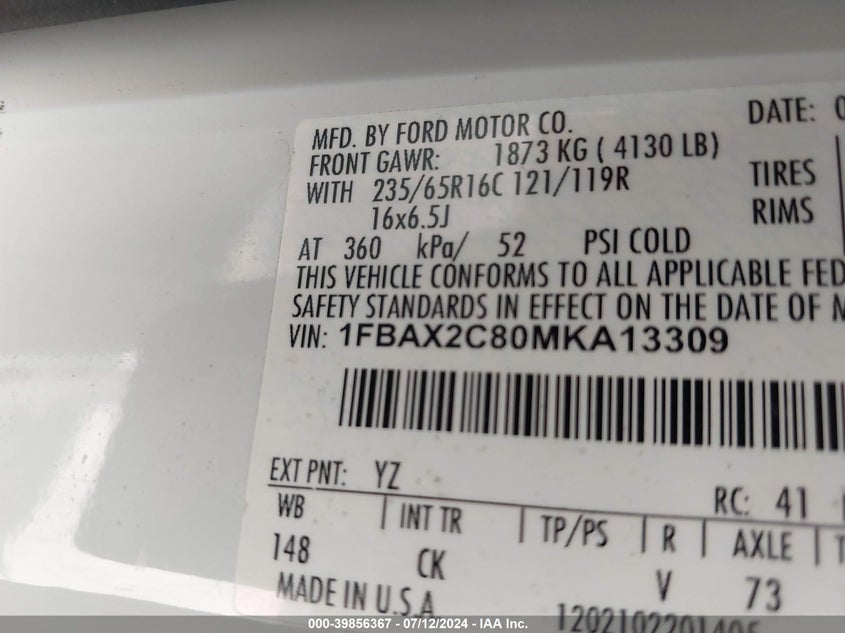 MFD. BY FORD MOTOR CO.
DATE: 0
FRONT GAWR: 1873 KG ( 4130 LB)
WITH 235/65R16C 121/119R TIRES
16x6.5J RIMS
AT 360 kPa/ 52 PSI COLD
THIS VEHICLE CONFORMS TO ALL APPLICABLE FED
SAFETY STANDARDS IN EFFECT ON THE DATE OF M
VIN: 1FBAX2C80MKA13309
EXT PNT: YZ RC: 41
WB | INT TR | TP/PS | R | AXLE | T
148 CK V 73
MADE IN U.S.A
000-39856367 - 07/12/2024 - IAA Inc.